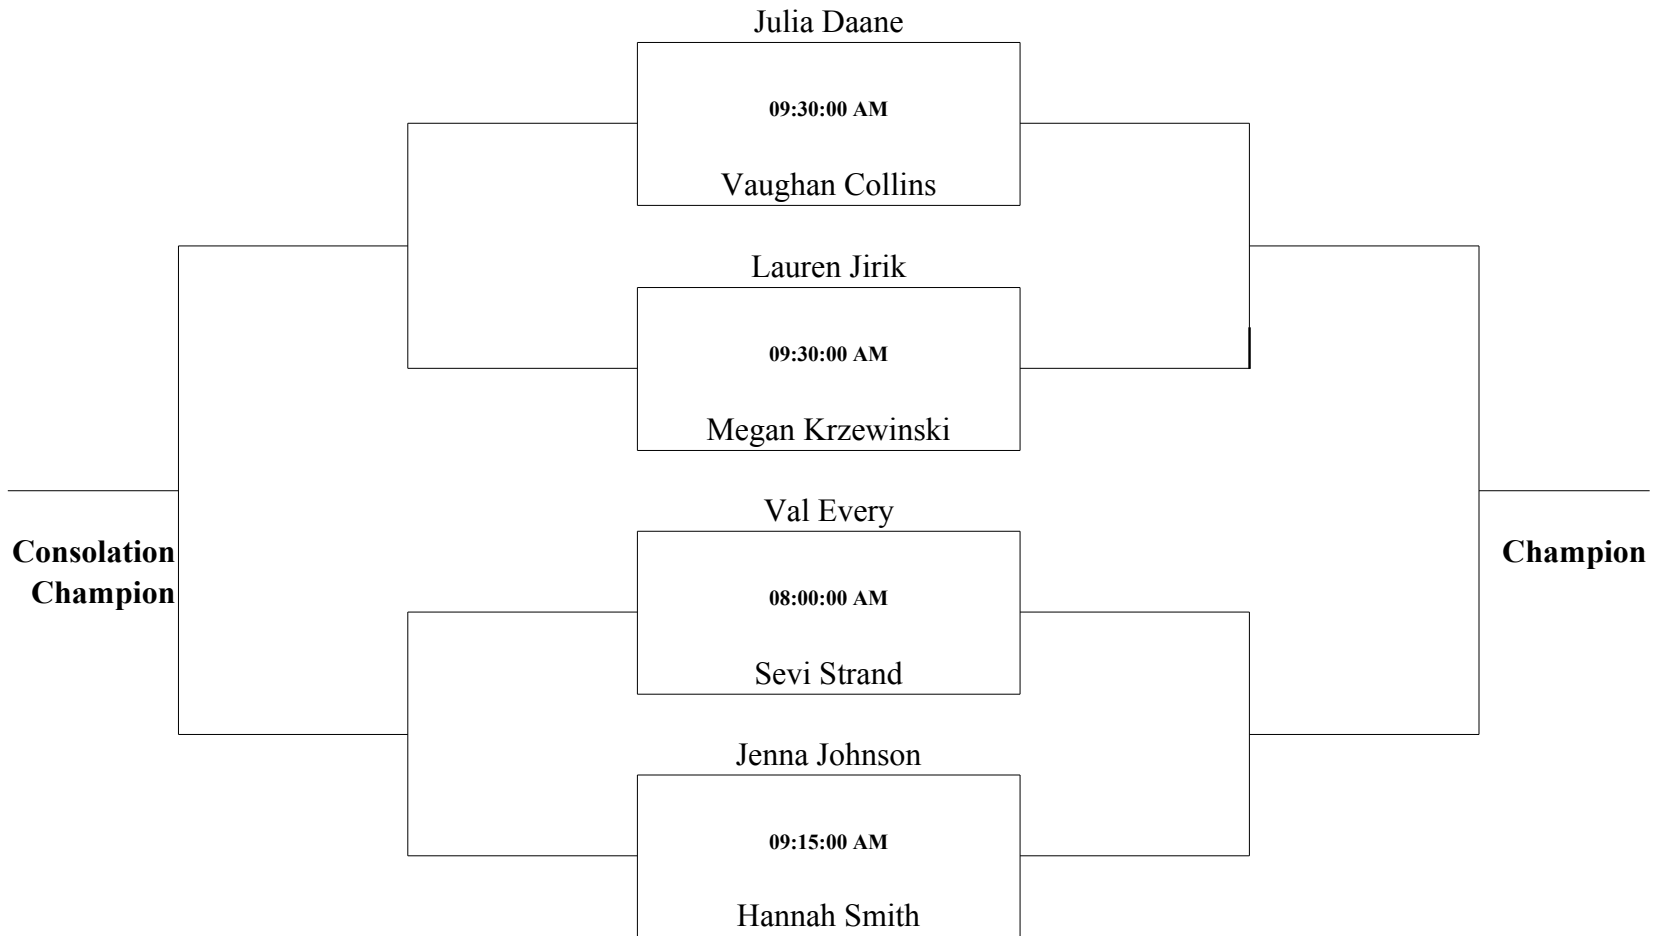 Julia Daane
09:30:00 AM
Vaughan Collins
Lauren Jirik
09:30:00 AM
Megan Krzewinski
Val Every
Consolation
Champion
08:00:00 AM
Champion
Sevi Strand
Jenna Johnson
09:15:00 AM
Hannah Smith